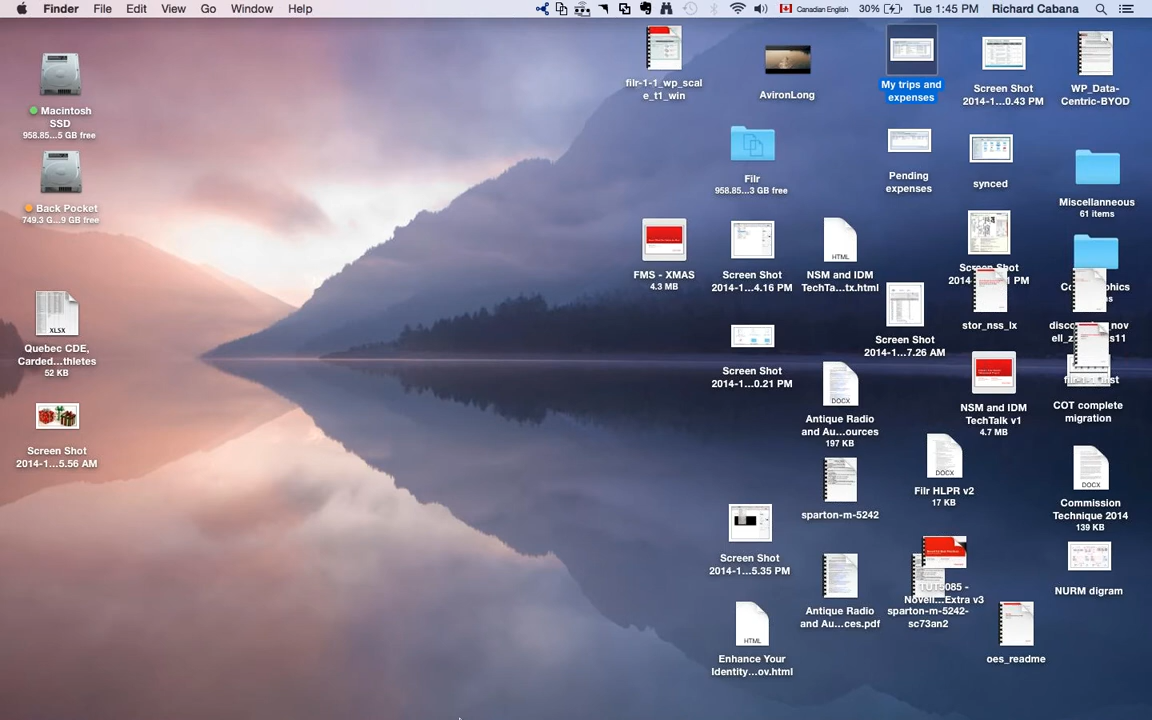 Finder File Edit View Go Window Help Canadian English 30% Tue 1:45 PM Richard Cabana
Macintosh
SSD
958.85...5 GB free
Back Pocket
749.3 G...9 GB free
Quebec CDE,
Carded....thletes
52 KB
XLSX
Screen Shot
2014-1...5.56 AM
filr-1-1_wp_scal
e_t1_win
AvironLong
My trips and
expenses
Screen Shot
2014-1...0.43 PM
WP_Data-
Centric-BYOD
Filr
958.85...3 GB free
Pending
expenses
synced
Miscellaneous
61 items
FMS - XMAS
4.3 MB
Screen Shot
2014-1...4.16 PM
HTML
NSM and IDM
TechTa...tx.html
Screen Shot
Screen Shot
2014-1...7.26 AM
stor_nss_lx
Screen Shot
2014-1...0.21 PM
DOCX
Antique Radio
and Au...ources
197 KB
NSM and IDM
TechTalk v1
4.7 MB
COT complete
migration
sparton-m-5242
DOCX
Filr HLPR v2
17 KB
DOCX
Commission
Technique 2014
139 KB
Screen Shot
2014-1...5.35 PM
Antique Radio
and Au...ces.pdf
Novell...Extra v3
sparton-m-5242-
sc73an2
NURM digram
HTML
Enhance Your
Identity...ov.html
oes_readme